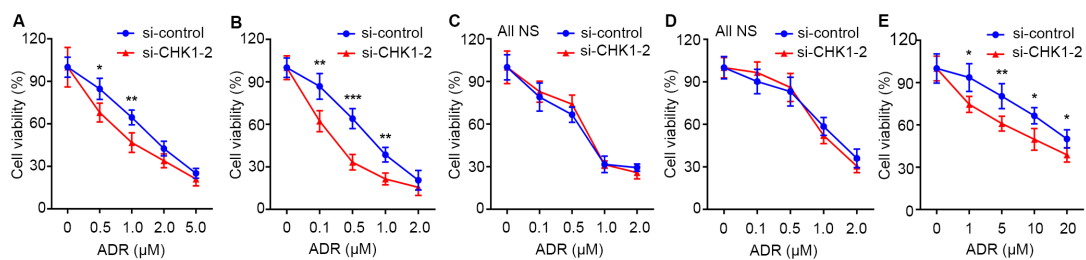 A
si-control
si-CHK1-2
Cell viability (%)
120
90
60
30
0
*
**
0 0.5 1.0 2.0 5.0
ADR (µM)
B
si-control
si-CHK1-2
Cell viability (%)
120
90
60
30
0
**
***
**
0 0.1 0.5 1.0 2.0
ADR (µM)
C
All NS
si-control
si-CHK1-2
Cell viability (%)
120
90
60
30
0
0 0.1 0.5 1.0 2.0
ADR (µM)
D
All NS
si-control
si-CHK1-2
Cell viability (%)
120
90
60
30
0
0 0.1 0.5 1.0 2.0
ADR (µM)
E
si-control
si-CHK1-2
Cell viability (%)
120
90
60
30
0
*
**
*
*
0 1 5 10 20
ADR (µM)